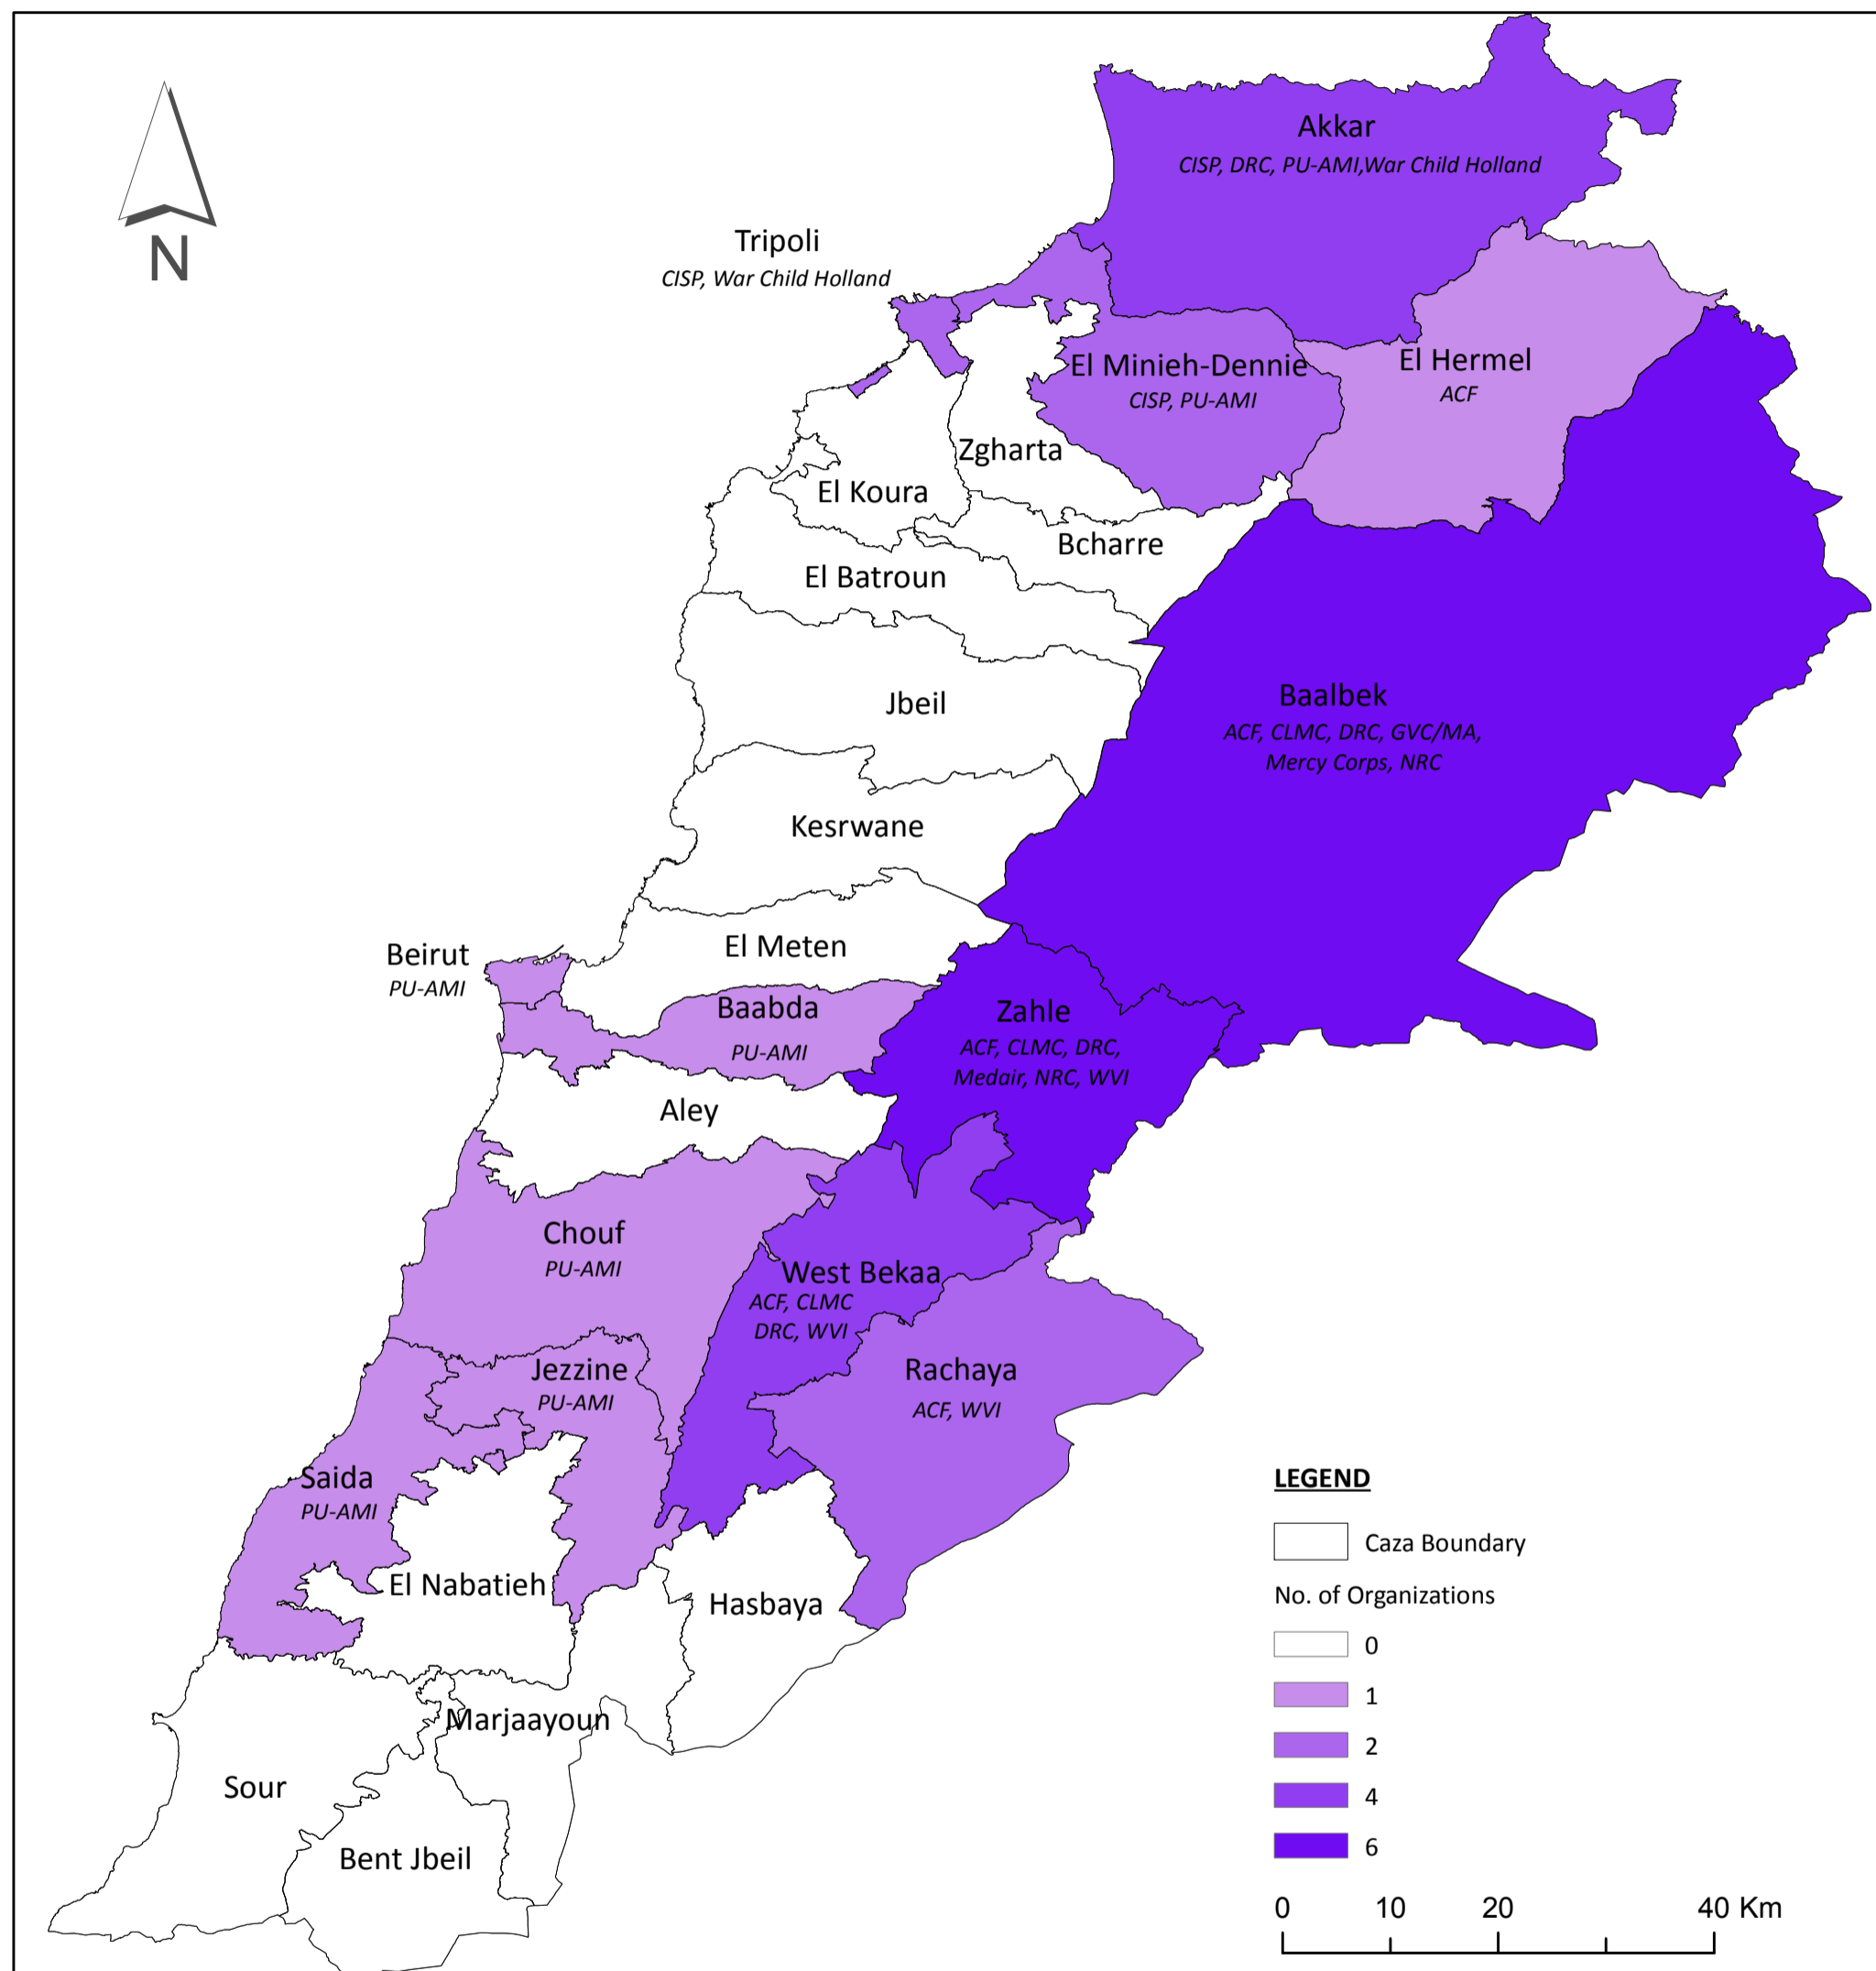 Akkar
CISP, DRC, PU-AMI,War Child Holland
N
Tripoli
CISP, War Child Holland
El Minieh-Dennie
CISP, PU-AMI
El Hermel
ACF
Zgharta
El Koura
Bcharre
El Batroun
Jbeil
Baalbek
ACF, CLMC, DRC, GVC/MA,
Mercy Corps, NRC
Kesrwane
El Meten
Beirut
PU-AMI
Baabda
PU-AMI
Zahle
ACF, CLMC, DRC,
Medair, NRC, WVI
Aley
Chouf
PU-AMI
West Bekaa
ACF, CLMC
DRC, WVI
Jezzine
PU-AMI
Rachaya
ACF, WVI
Saida
PU-AMI
El Nabatieh
Hasbaya
Marjaayoun
Sour
Bent Jbeil
LEGEND
Caza Boundary
No. of Organizations
0
1
2
4
6
0 10 20 40 Km